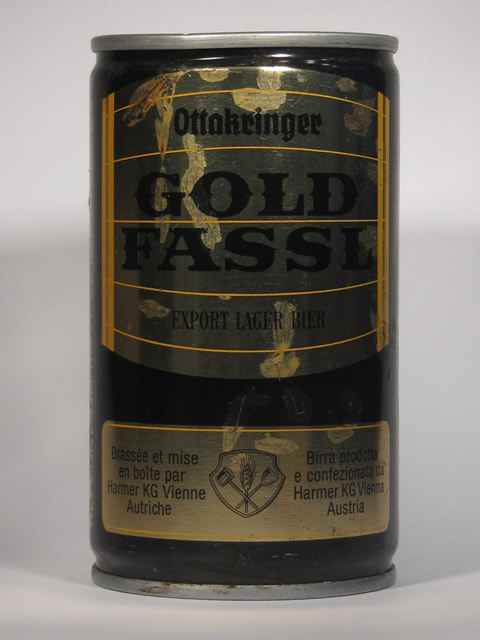 Ottakringer
GOLD
FASSL
EXPORT LAGER BIER
Brassée et mise
en boîte par
Harmer KG Vienne
Autriche
Birra prodotta
e confezionata da
Harmer KG Vienna
Austria